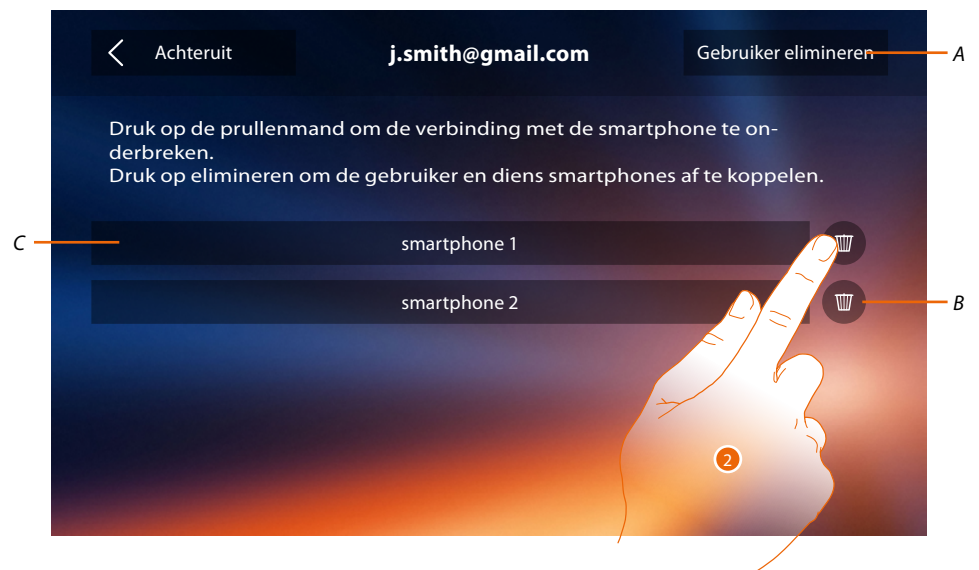 Achteruit
j.smith@gmail.com
Gebruiker elimineren
A
Druk op de prullenmand om de verbinding met de smartphone te on-
derbreken.
Druk op elimineren om de gebruiker en diens smartphones af te koppelen.
C
smartphone 1
smartphone 2
B
2